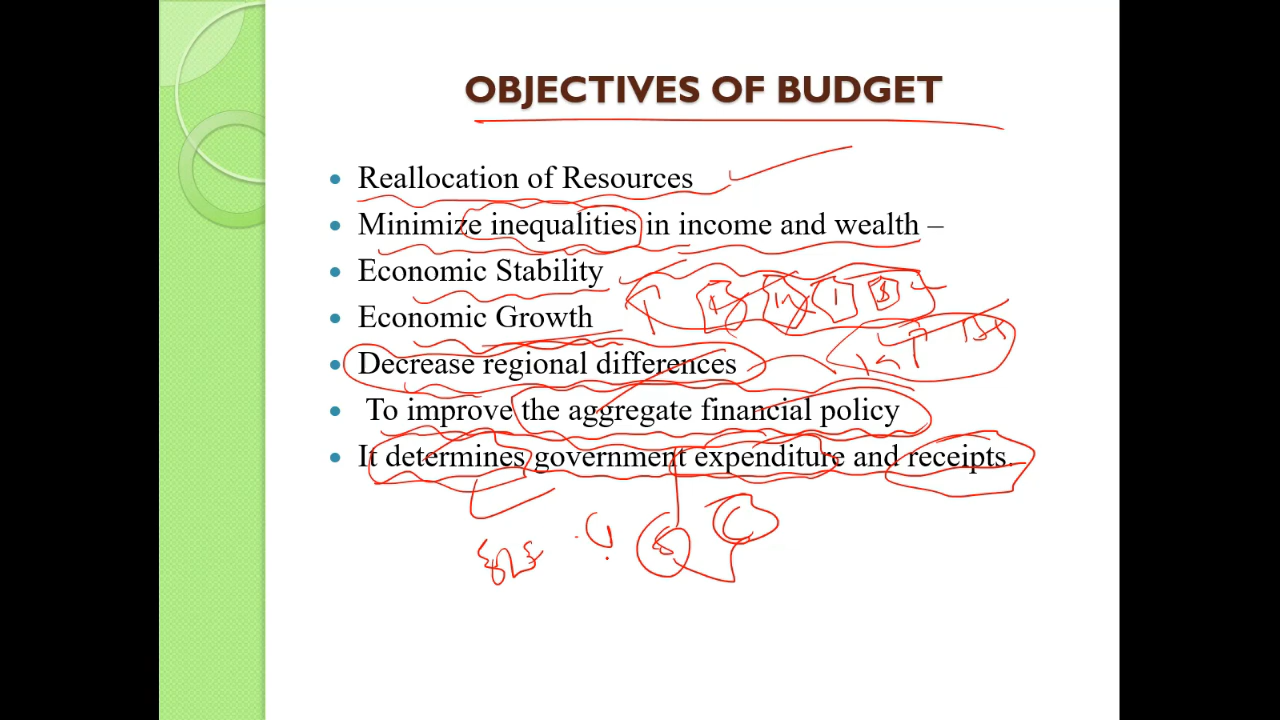 OBJECTIVES OF BUDGET
• Reallocation of Resources
• Minimize inequalities in income and wealth –
• Economic Stability
• Economic Growth
• Decrease regional differences
• To improve the aggregate financial policy
• It determines government expenditure and receipts.